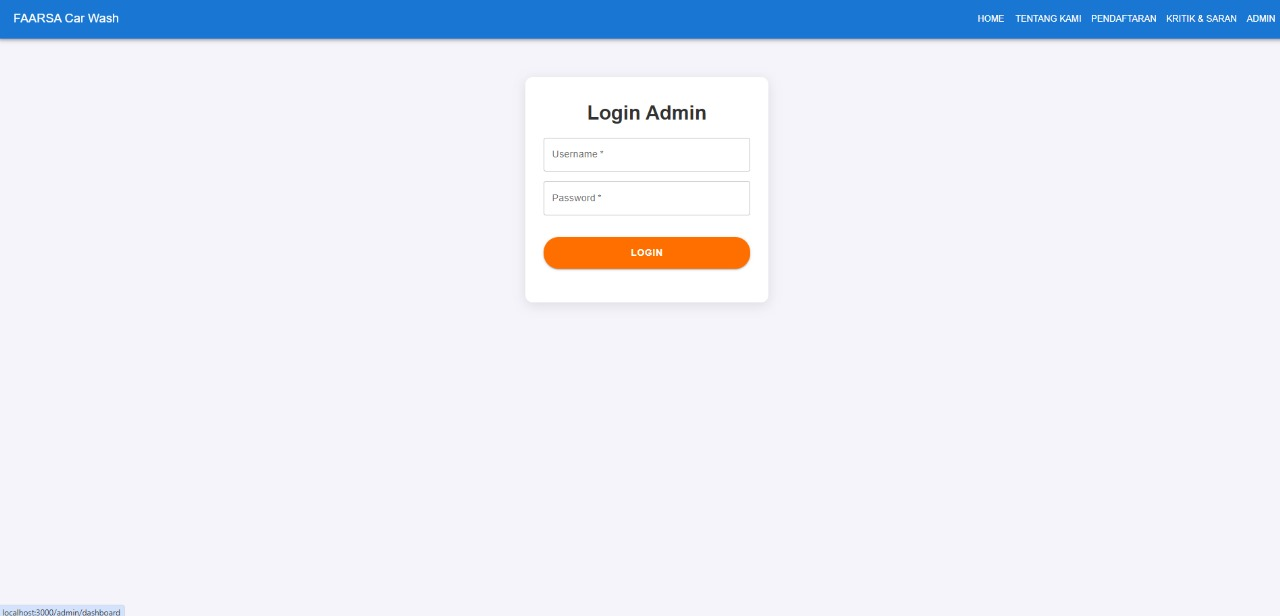 FAARSA Car Wash
HOME TENTANG KAMI PENDAFTARAN KRITIK & SARAN ADMIN
Login Admin
Username *
Password *
LOGIN
localhost:3000/admin/dashboard